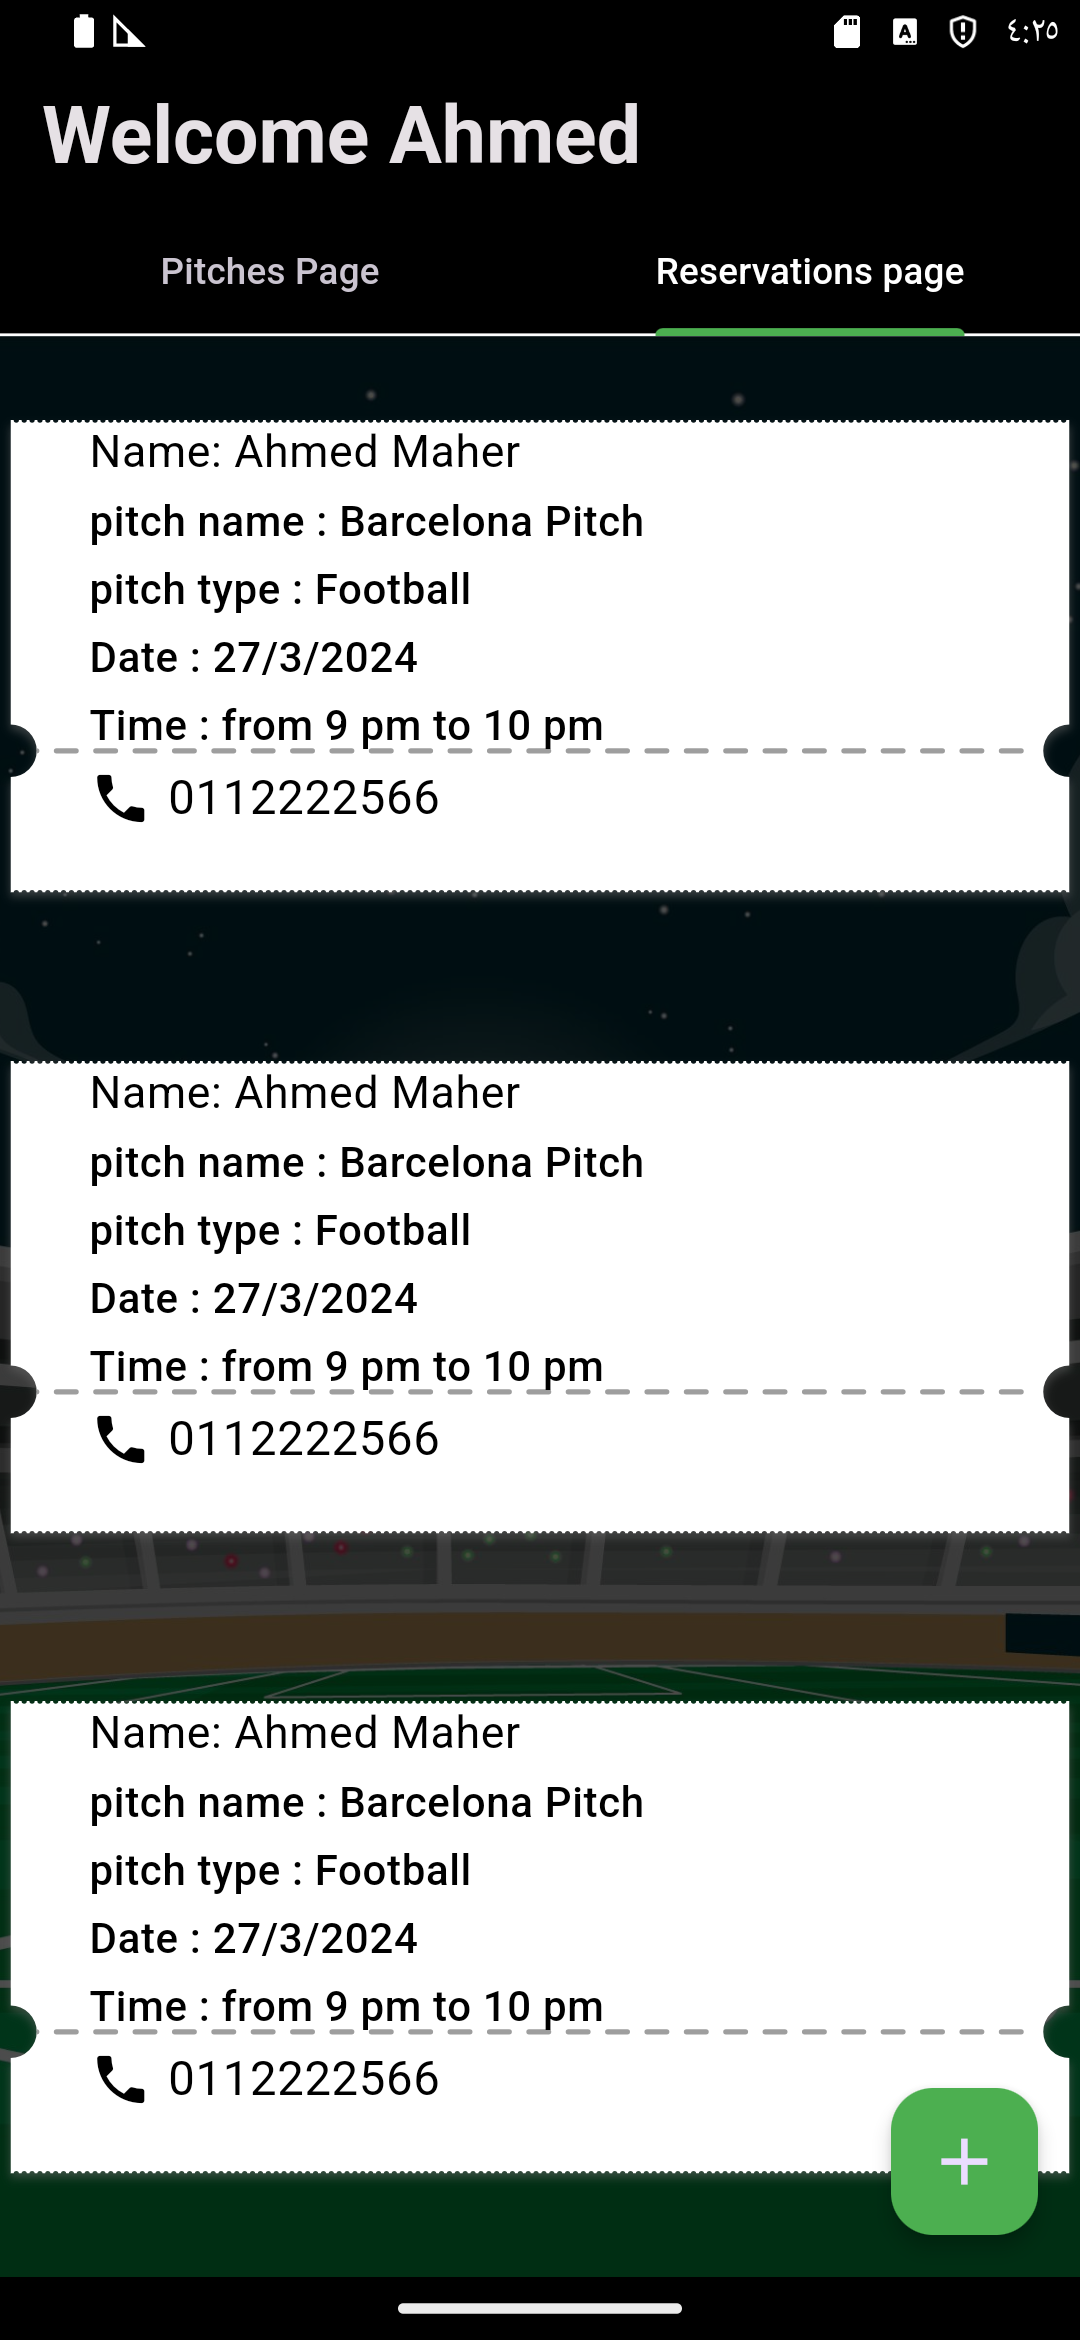 ٤:٢٥
Welcome Ahmed
Pitches Page
Reservations page
Name: Ahmed Maher
pitch name : Barcelona Pitch
pitch type : Football
Date : 27/3/2024
Time : from 9 pm to 10 pm
0112222566
Name: Ahmed Maher
pitch name : Barcelona Pitch
pitch type : Football
Date : 27/3/2024
Time : from 9 pm to 10 pm
0112222566
Name: Ahmed Maher
pitch name : Barcelona Pitch
pitch type : Football
Date : 27/3/2024
Time : from 9 pm to 10 pm
0112222566